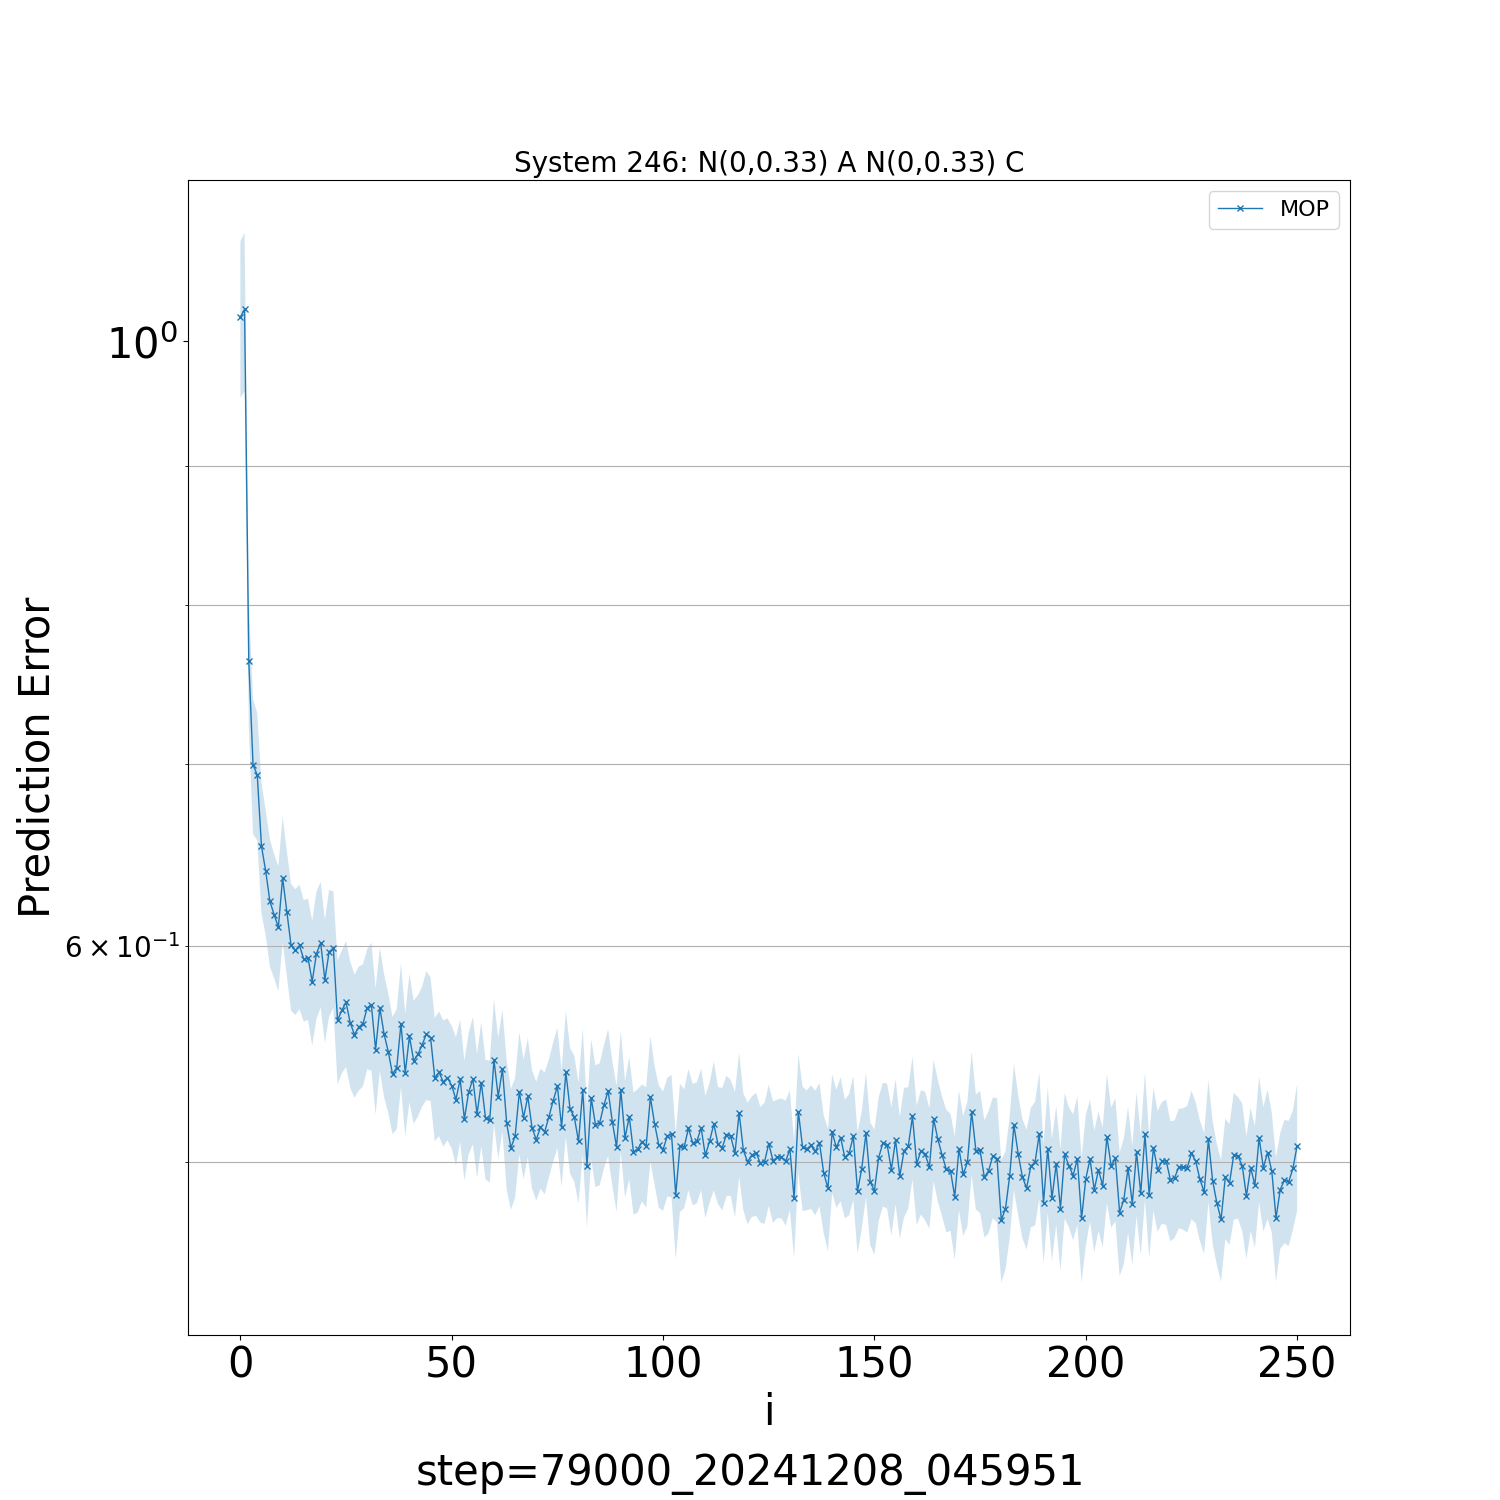 System 246: N(0,0.33) A N(0,0.33) C
MOP
10⁰
6 × 10⁻¹
Prediction Error
0 50 100 150 200 250
i
step=79000_20241208_045951